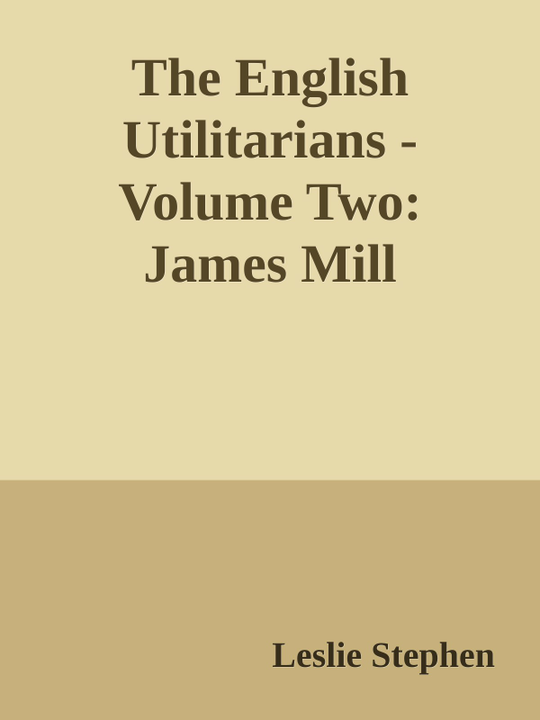 The English
Utilitarians -
Volume Two:
James Mill
Leslie Stephen